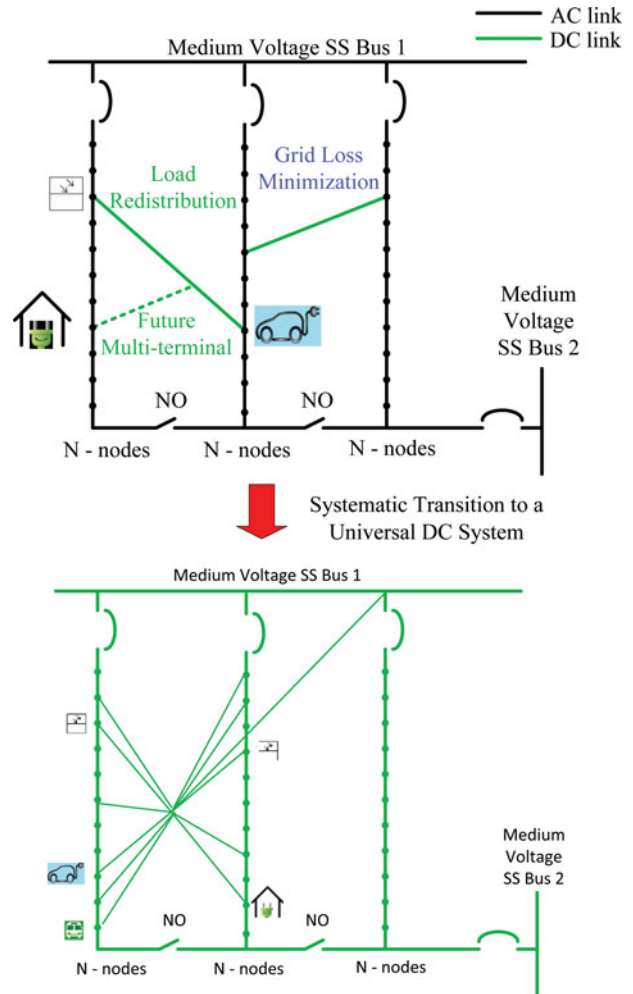 AC link
DC link
Medium Voltage SS Bus 1
Load
Redistribution
Grid Loss
Minimization
Future
Multi-terminal
Medium
Voltage
SS Bus 2
NO
NO
N - nodes
N - nodes
N - nodes
Systematic Transition to a
Universal DC System
Medium Voltage SS Bus 1
Medium
Voltage
SS Bus 2
NO
NO
N - nodes
N - nodes
N - nodes